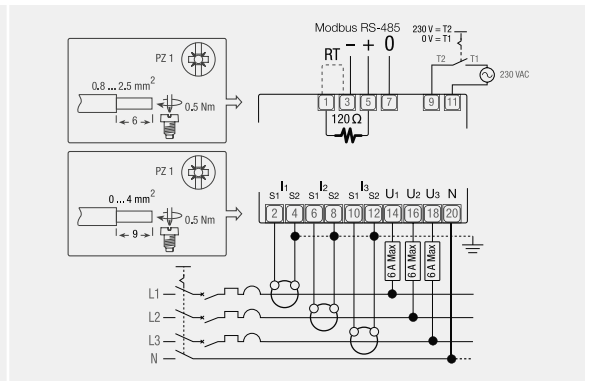 PZ 1
0.8 ... 2.5 mm²
0.5 Nm
6
PZ 1
0 ... 4 mm²
0.5 Nm
9
Modbus RS-485
RT − + 0
230 V = T2
0 V = T1
T2 T1
230 VAC
1 3 5 7 9 11
120 Ω
I1 I2 I3 U1 U2 U3 N
S1 S2 S1 S2 S1 S2
2 4 6 8 10 12 14 16 18 20
6 A Max 6 A Max 6 A Max
L1
L2
L3
N